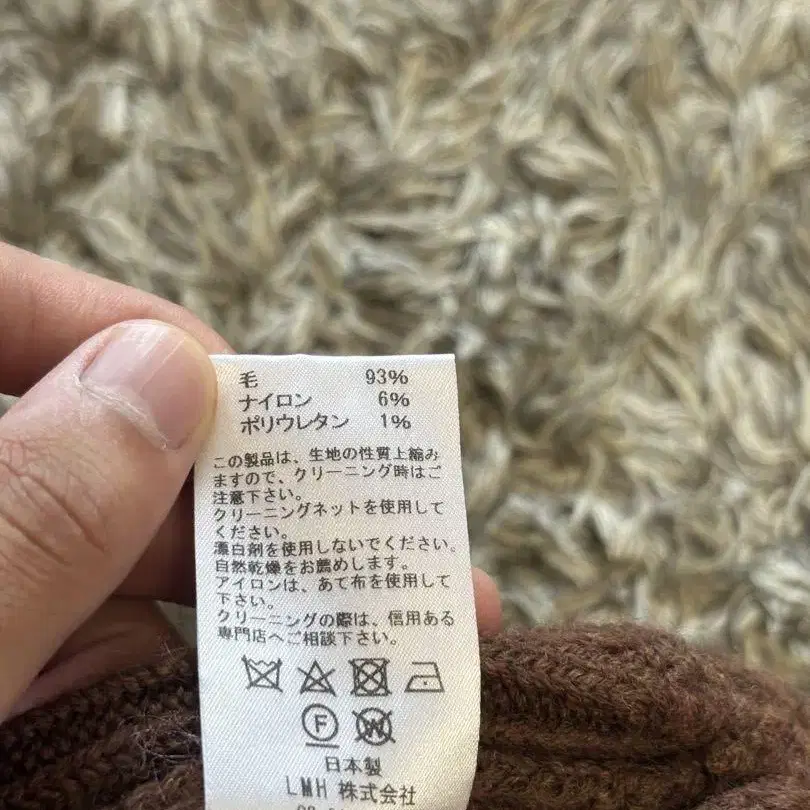 毛 93%
ナイロン 6%
ポリウレタン 1%
この製品は、生地の性質上縮み
ますので、クリーニング時はご
注意下さい。
クリーニングネットを使用して
ください。
漂白剤を使用しないでください。
自然乾燥をお薦めします。
アイロンは、あて布を使用して
下さい。
クリーニングの際は、信用ある
専門店へご相談下さい。
F W
日本製
LMH 株式会社